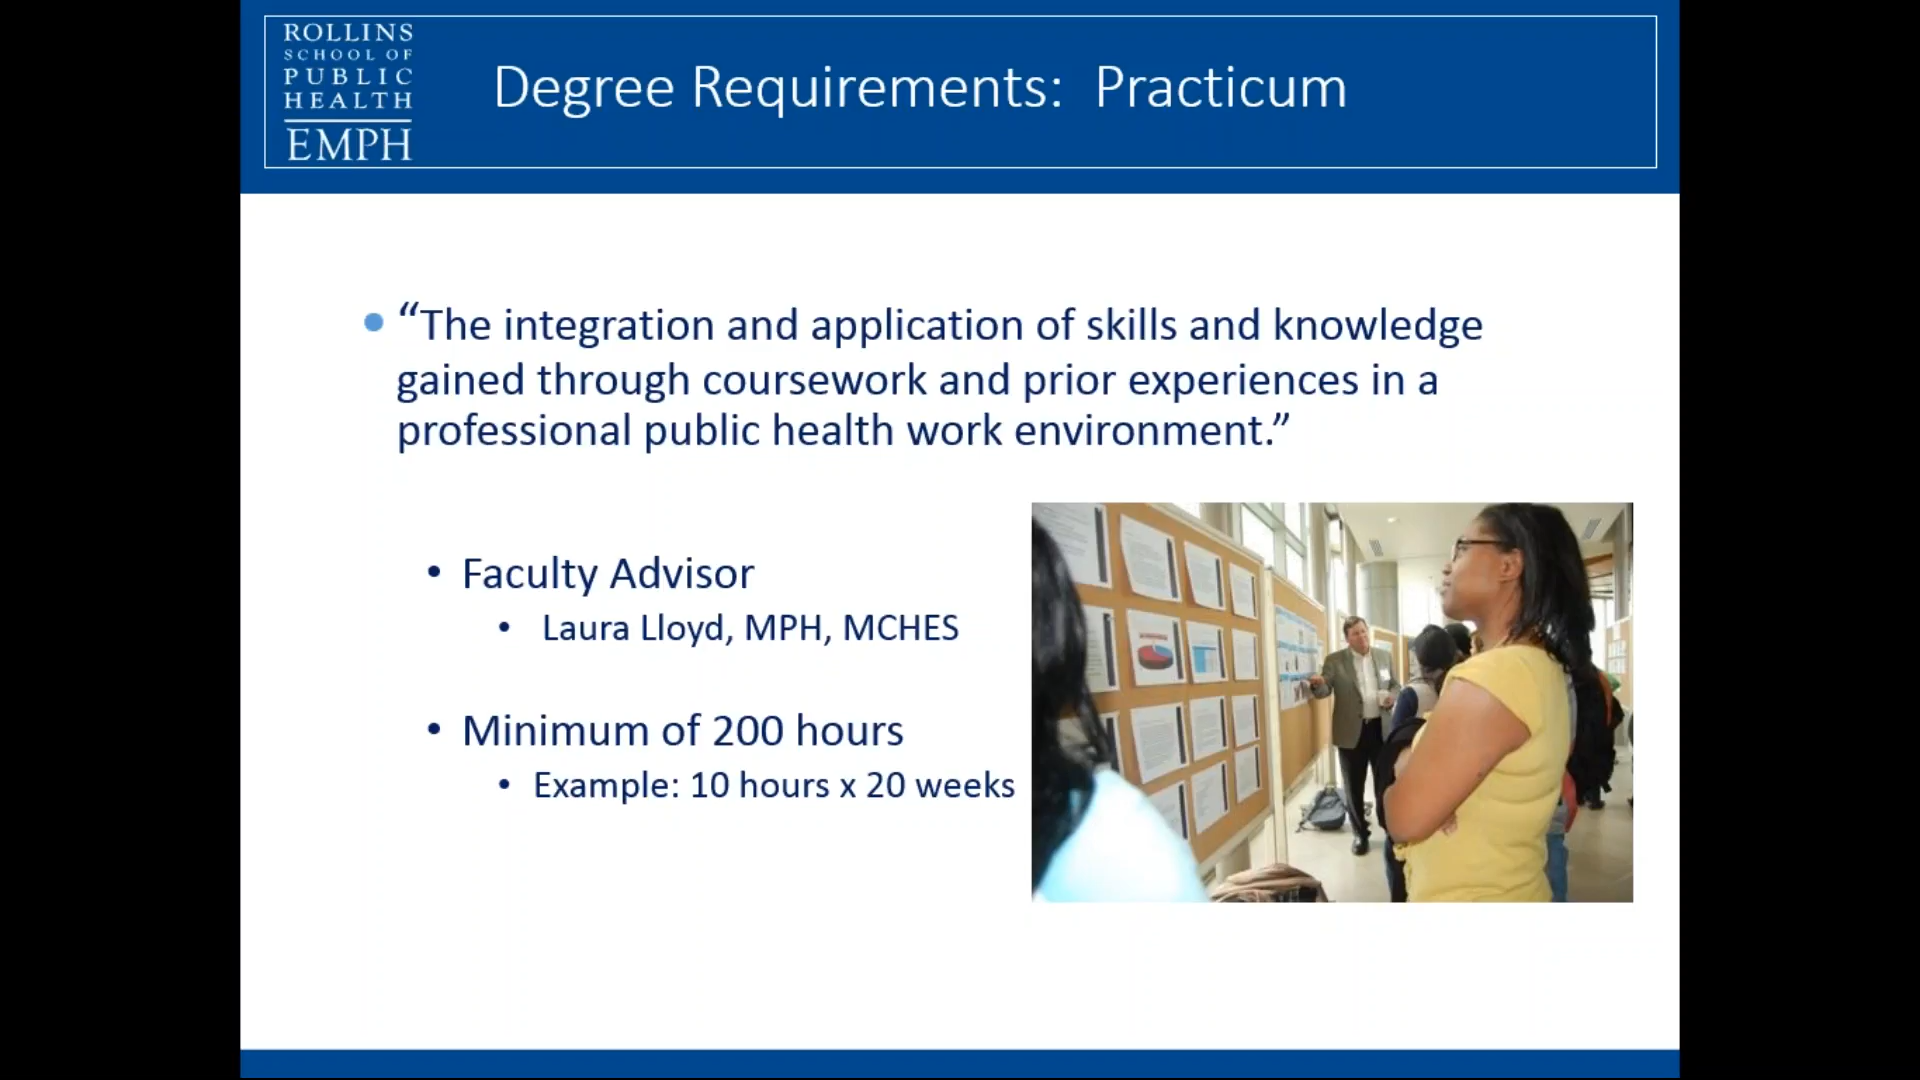 ROLLINS
SCHOOL OF
PUBLIC
HEALTH
EMPH
Degree Requirements: Practicum
• “The integration and application of skills and knowledge
gained through coursework and prior experiences in a
professional public health work environment.”
• Faculty Advisor
• Laura Lloyd, MPH, MCHES
• Minimum of 200 hours
• Example: 10 hours x 20 weeks